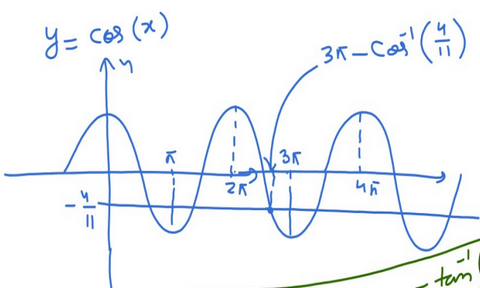 y = cos(x)
3π - Cos⁻¹(4/11)
y
π
3π
2π
4π
-4/11
tan⁻¹(